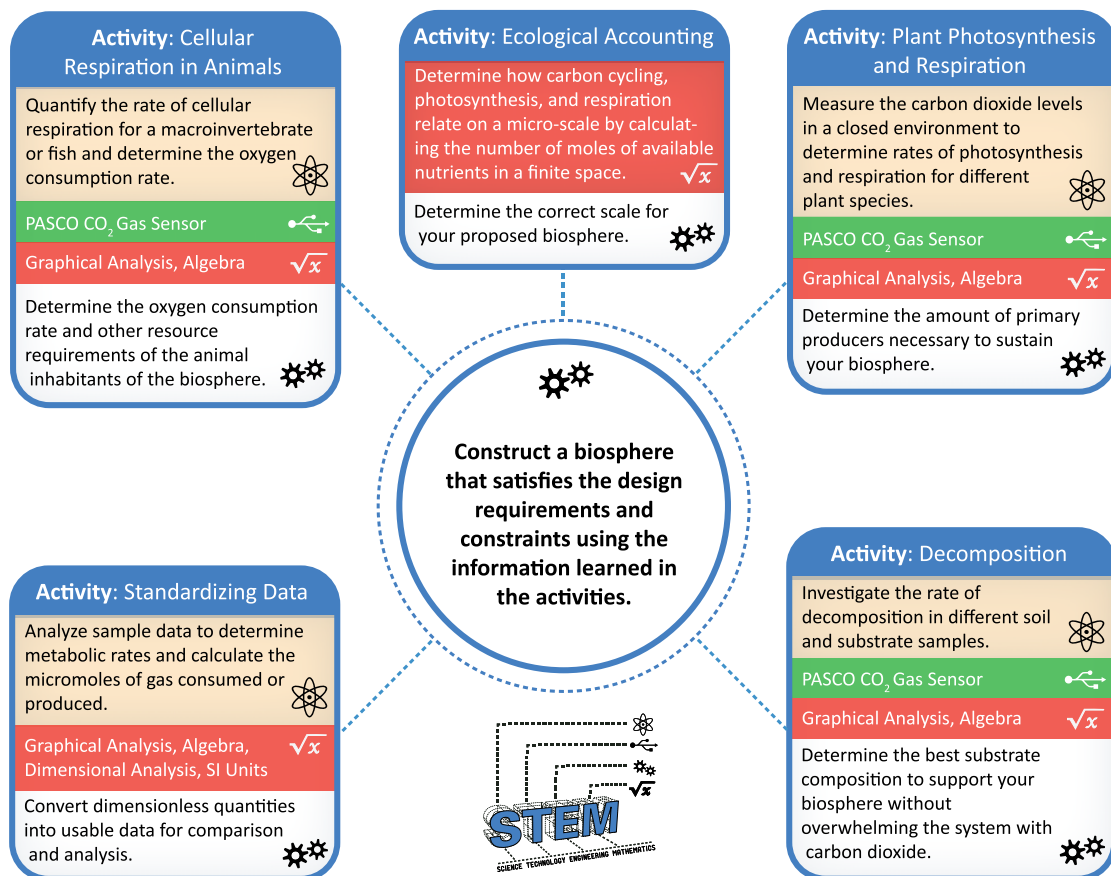 Activity: Cellular
Respiration in Animals
Quantify the rate of cellular
respiration for a macroinvertebrate
or fish and determine the oxygen
consumption rate.
PASCO CO2 Gas Sensor
Graphical Analysis, Algebra
√x
Determine the oxygen consumption
rate and other resource
requirements of the animal
inhabitants of the biosphere.
Activity: Ecological Accounting
Determine how carbon cycling,
photosynthesis, and respiration
relate on a micro-scale by calculat-
ing the number of moles of available
nutrients in a finite space.
√x
Determine the correct scale for
your proposed biosphere.
Activity: Plant Photosynthesis
and Respiration
Measure the carbon dioxide levels
in a closed environment to
determine rates of photosynthesis
and respiration for different
plant species.
PASCO CO2 Gas Sensor
Graphical Analysis, Algebra
√x
Determine the amount of primary
producers necessary to sustain
your biosphere.
Construct a biosphere
that satisfies the design
requirements and
constraints using the
information learned in
the activities.
Activity: Standardizing Data
Analyze sample data to determine
metabolic rates and calculate the
micromoles of gas consumed or
produced.
Graphical Analysis, Algebra,
Dimensional Analysis, SI Units
√x
Convert dimensionless quantities
into usable data for comparison
and analysis.
√x
STEM
SCIENCE TECHNOLOGY ENGINEERING MATHEMATICS
Activity: Decomposition
Investigate the rate of
decomposition in different soil
and substrate samples.
PASCO CO2 Gas Sensor
Graphical Analysis, Algebra
√x
Determine the best substrate
composition to support your
biosphere without
overwhelming the system with
carbon dioxide.